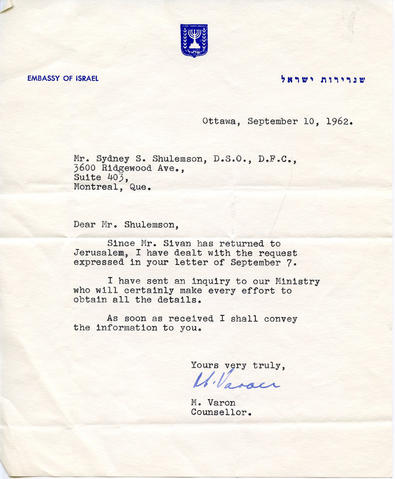 EMBASSY OF ISRAEL
שגרירות ישראל
Ottawa, September 10, 1962.
Mr. Sydney S. Shulemson, D.S.O., D.F.C.,
3600 Ridgewood Ave.,
Suite 403,
Montreal, Que.
Dear Mr. Shulemson,
Since Mr. Sivan has returned to
Jerusalem, I have dealt with the request
expressed in your letter of September 7.
I have sent an inquiry to our Ministry
who will certainly make every effort to
obtain all the details.
As soon as received I shall convey
the information to you.
Yours very truly,
M. Varon
M. Varon
Counsellor.